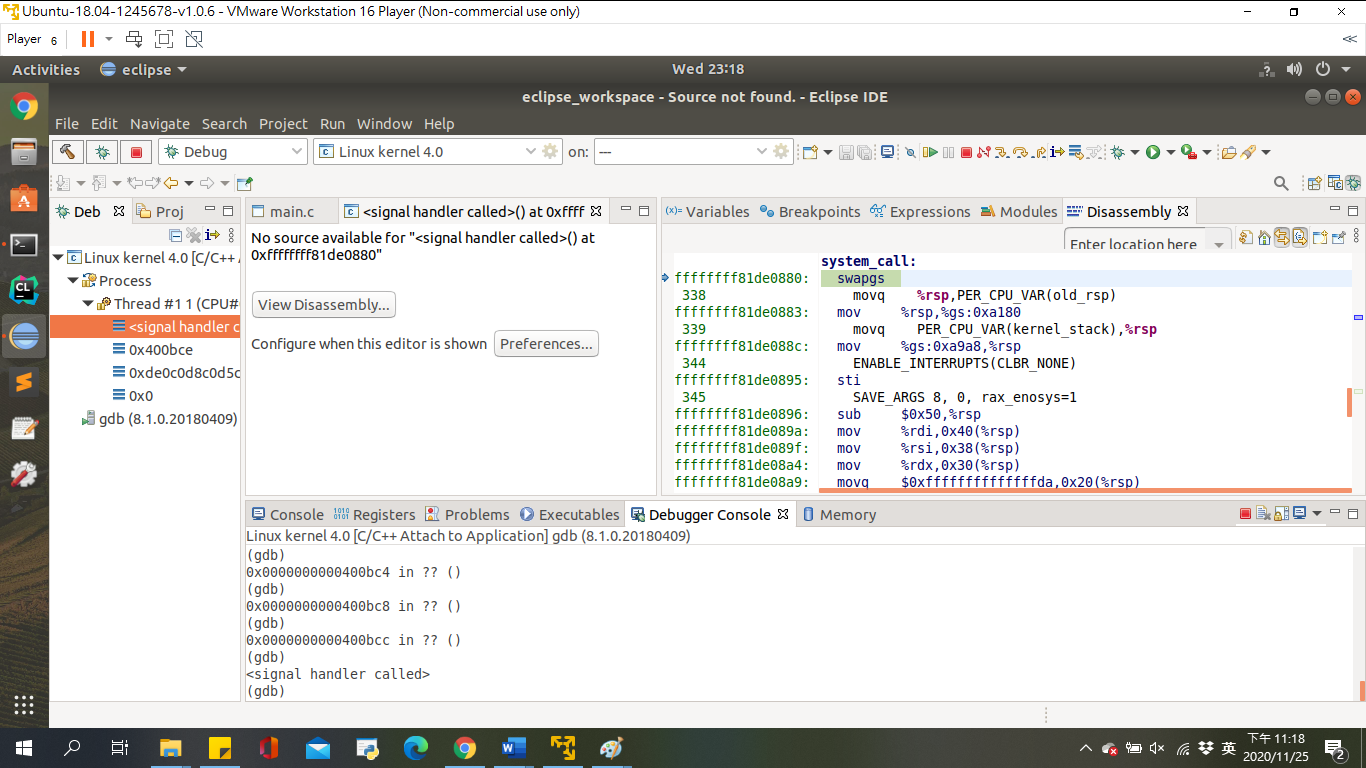 Ubuntu-18.04-1245678-v1.0.6 - VMware Workstation 16 Player (Non-commercial use only)
Player 6
Activities eclipse Wed 23:18
eclipse_workspace - Source not found. - Eclipse IDE
File Edit Navigate Search Project Run Window Help
Debug Linux kernel 4.0 on: ---
Deb Proj
Linux kernel 4.0 [C/C++ A
Process
Thread #1 1 (CPU#
<signal handler c
0x400bce
0xde0c0d8c0d5c
0x0
gdb (8.1.0.20180409)
main.c <signal handler called>() at 0xffff
No source available for "<signal handler called>() at
0xffffffff81de0880"
View Disassembly...
Configure when this editor is shown Preferences...
Variables Breakpoints Expressions Modules Disassembly
Enter location here
system_call:
ffffffff81de0880: swapgs
338 movq %rsp,PER_CPU_VAR(old_rsp)
ffffffff81de0883: mov %rsp,%gs:0xa180
339 movq PER_CPU_VAR(kernel_stack),%rsp
ffffffff81de088c: mov %gs:0xa9a8,%rsp
344 ENABLE_INTERRUPTS(CLBR_NONE)
ffffffff81de0895: sti
345 SAVE_ARGS 8, 0, rax_enosys=1
ffffffff81de0896: sub $0x50,%rsp
ffffffff81de089a: mov %rdi,0x40(%rsp)
ffffffff81de089f: mov %rsi,0x38(%rsp)
ffffffff81de08a4: mov %rdx,0x30(%rsp)
ffffffff81de08a9: movq $0xffffffffffffffda,0x20(%rsp)
Console Registers Problems Executables Debugger Console Memory
Linux kernel 4.0 [C/C++ Attach to Application] gdb (8.1.0.20180409)
(gdb)
0x0000000000400bc4 in ?? ()
(gdb)
0x0000000000400bc8 in ?? ()
(gdb)
0x0000000000400bcc in ?? ()
(gdb)
<signal handler called>
(gdb)
英 下午 11:18
2020/11/25
2